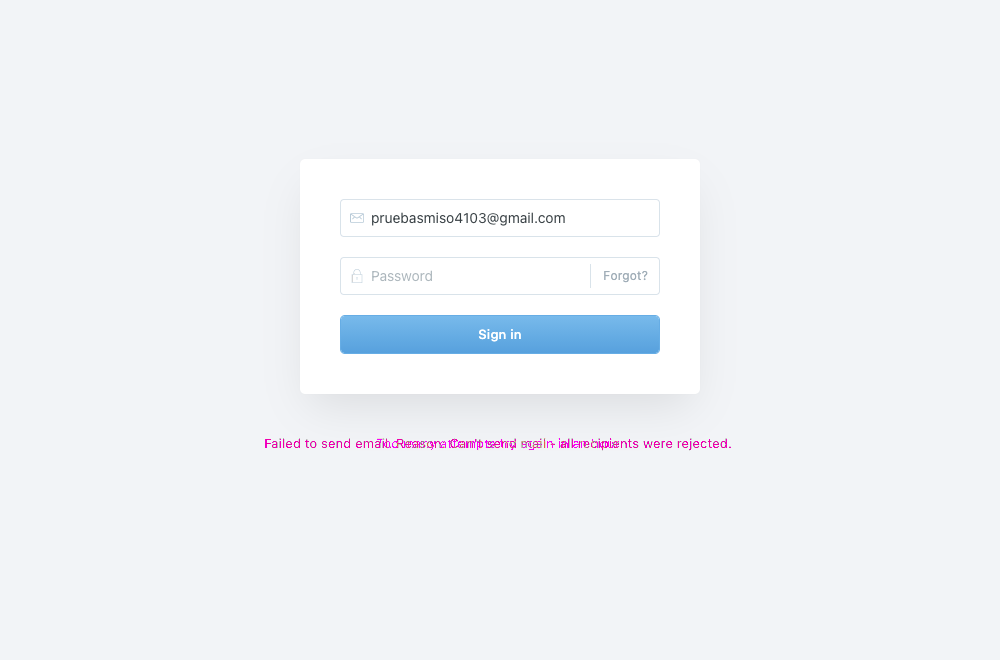 pruebasmiso4103@gmail.com
Password Forgot?
Sign in
Failed to send email. Reason: Can't send mail - all recipients were rejected.